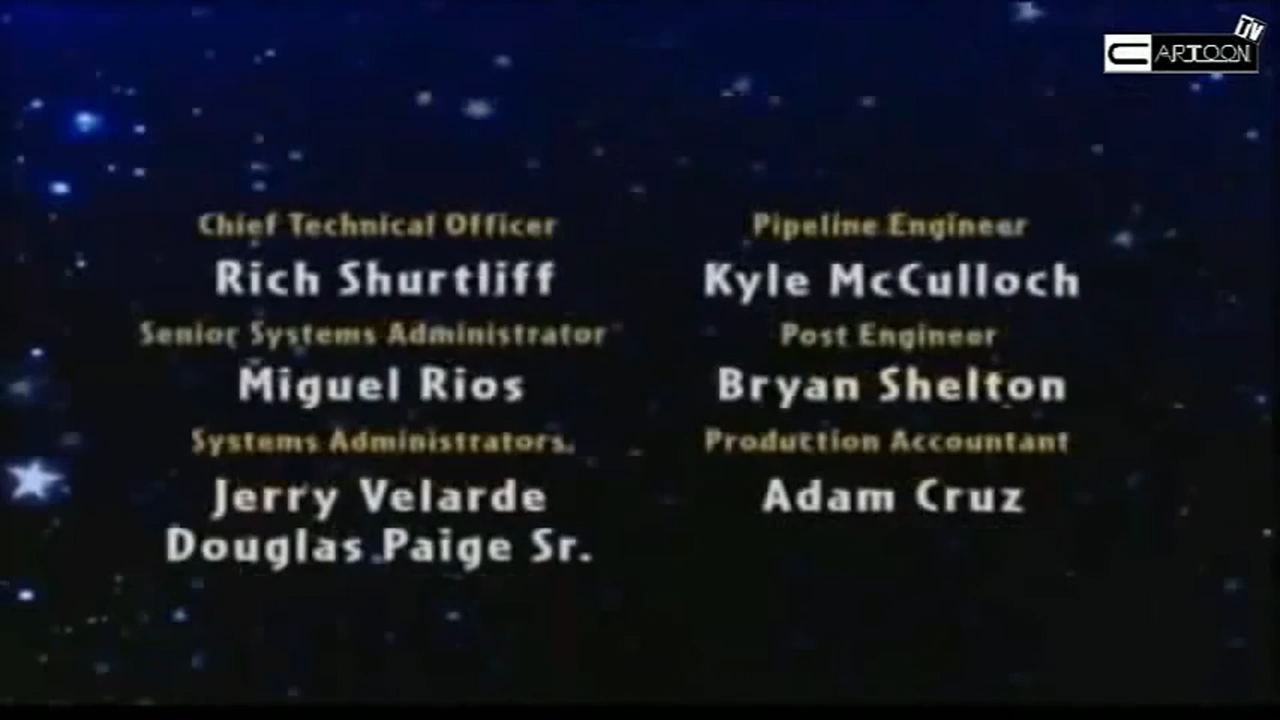 CARTOON TV
Chief Technical Officer
Rich Shurtliff
Senior Systems Administrator
Miguel Rios
Systems Administrators
Jerry Velarde
Douglas Paige Sr.
Pipeline Engineer
Kyle McCulloch
Post Engineer
Bryan Shelton
Production Accountant
Adam Cruz